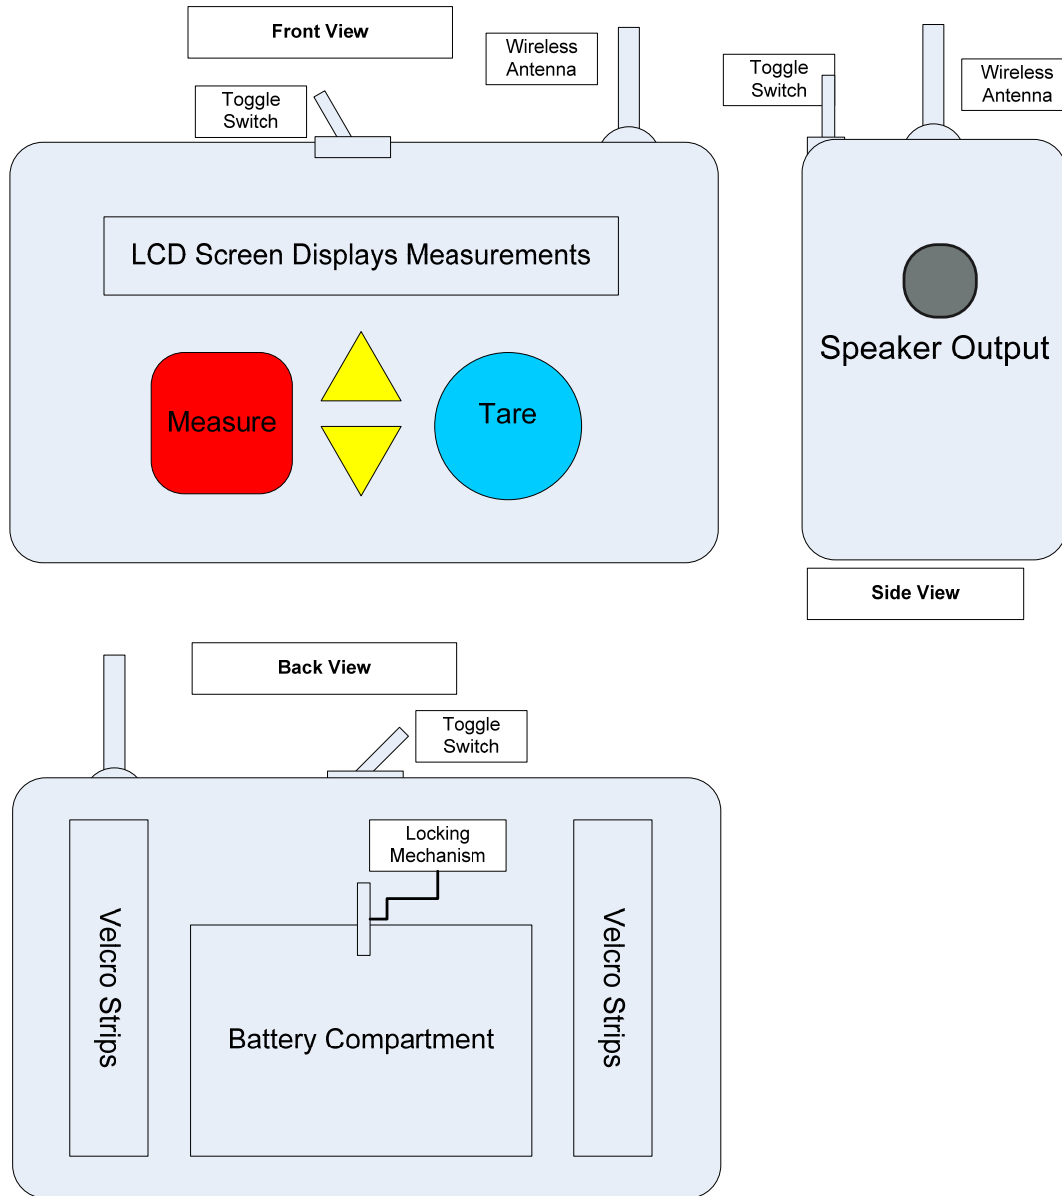 Front View
Wireless
Antenna
Toggle
Switch
LCD Screen Displays Measurements
Measure
Tare
Toggle
Switch
Wireless
Antenna
Speaker Output
Side View
Back View
Toggle
Switch
Locking
Mechanism
Velcro Strips
Battery Compartment
Velcro Strips